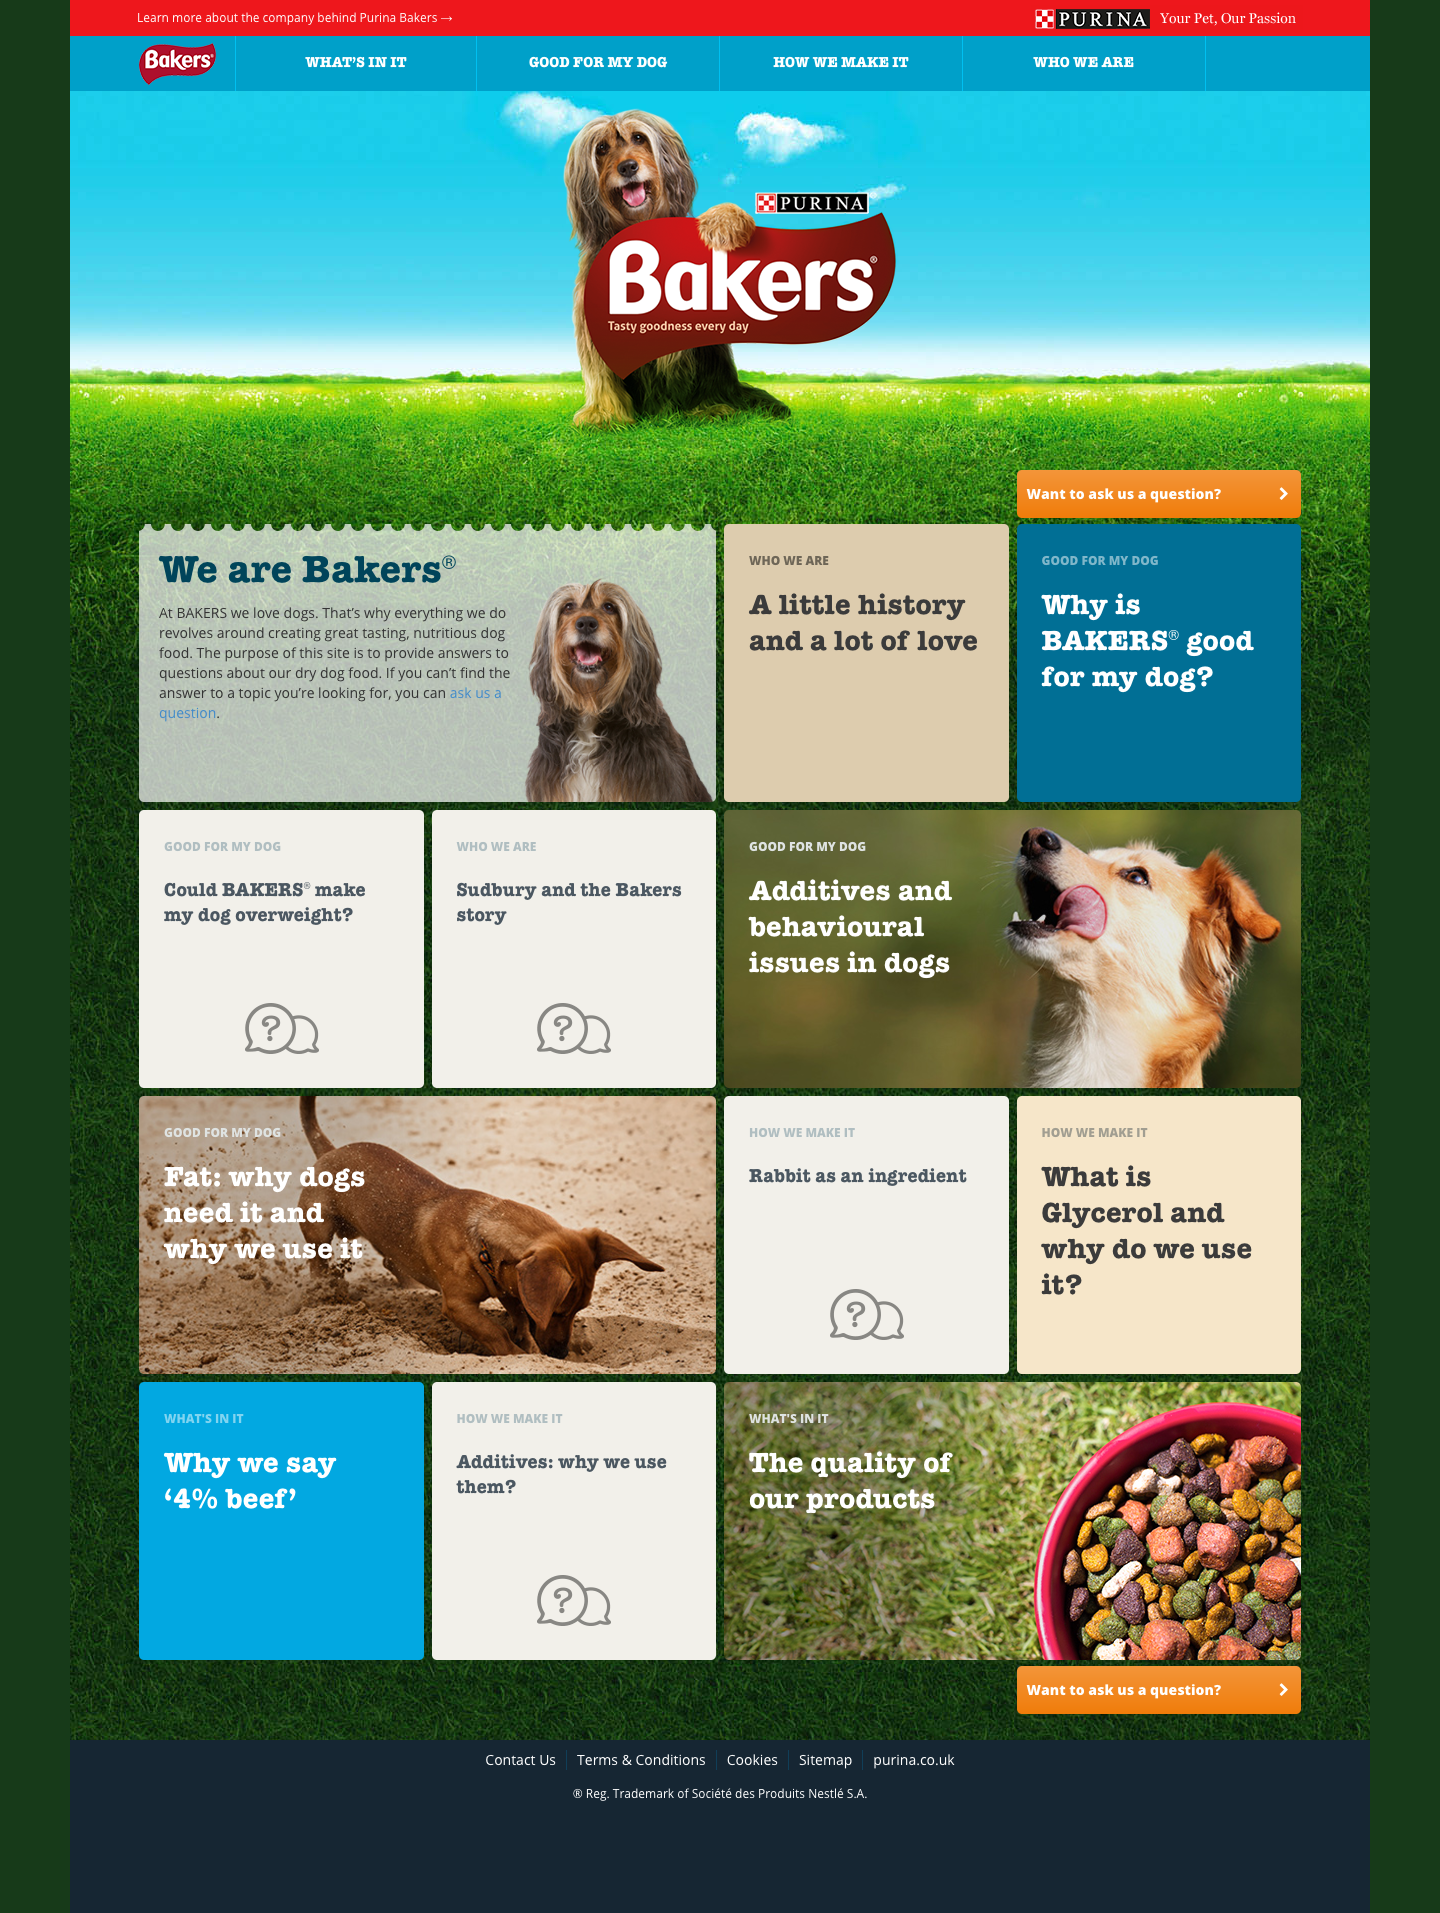 Learn more about the company behind Purina Bakers →
PURINA Your Pet, Our Passion
Bakers®
WHAT'S IN IT
GOOD FOR MY DOG
HOW WE MAKE IT
WHO WE ARE
PURINA
Bakers®
Tasty goodness every day
Want to ask us a question?
We are Bakers®
At BAKERS we love dogs. That's why everything we do
revolves around creating great tasting, nutritious dog
food. The purpose of this site is to provide answers to
questions about our dry dog food. If you can't find the
answer to a topic you're looking for, you can ask us a
question.
WHO WE ARE
A little history
and a lot of love
GOOD FOR MY DOG
Why is
BAKERS® good
for my dog?
GOOD FOR MY DOG
Could BAKERS® make
my dog overweight?
?
WHO WE ARE
Sudbury and the Bakers
story
?
GOOD FOR MY DOG
Additives and
behavioural
issues in dogs
GOOD FOR MY DOG
Fat: why dogs
need it and
why we use it
HOW WE MAKE IT
Rabbit as an ingredient
?
HOW WE MAKE IT
What is
Glycerol and
why do we use
it?
WHAT'S IN IT
Why we say
‘4% beef’
HOW WE MAKE IT
Additives: why we use
them?
?
WHAT'S IN IT
The quality of
our products
Want to ask us a question?
Contact Us
Terms & Conditions
Cookies
Sitemap
purina.co.uk
® Reg. Trademark of Société des Produits Nestlé S.A.